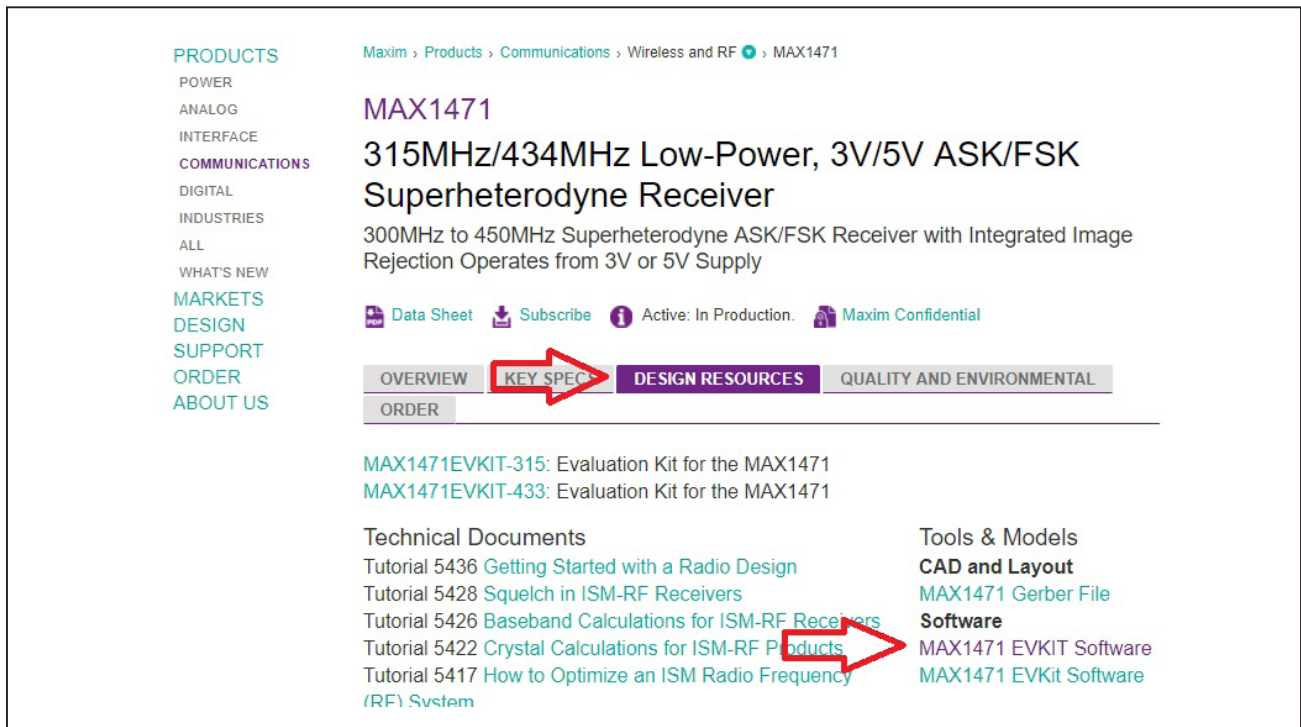 PRODUCTS
POWER
ANALOG
INTERFACE
COMMUNICATIONS
DIGITAL
INDUSTRIES
ALL
WHAT'S NEW
MARKETS
DESIGN
SUPPORT
ORDER
ABOUT US
Maxim › Products › Communications › Wireless and RF › MAX1471
MAX1471
315MHz/434MHz Low-Power, 3V/5V ASK/FSK
Superheterodyne Receiver
300MHz to 450MHz Superheterodyne ASK/FSK Receiver with Integrated Image
Rejection Operates from 3V or 5V Supply
Data Sheet Subscribe Active: In Production. Maxim Confidential
OVERVIEW KEY SPECS DESIGN RESOURCES QUALITY AND ENVIRONMENTAL
ORDER
MAX1471EVKIT-315: Evaluation Kit for the MAX1471
MAX1471EVKIT-433: Evaluation Kit for the MAX1471
Technical Documents
Tutorial 5436 Getting Started with a Radio Design
Tutorial 5428 Squelch in ISM-RF Receivers
Tutorial 5426 Baseband Calculations for ISM-RF Receivers
Tutorial 5422 Crystal Calculations for ISM-RF Products
Tutorial 5417 How to Optimize an ISM Radio Frequency
(RF) System
Tools & Models
CAD and Layout
MAX1471 Gerber File
Software
MAX1471 EVKIT Software
MAX1471 EVKit Software